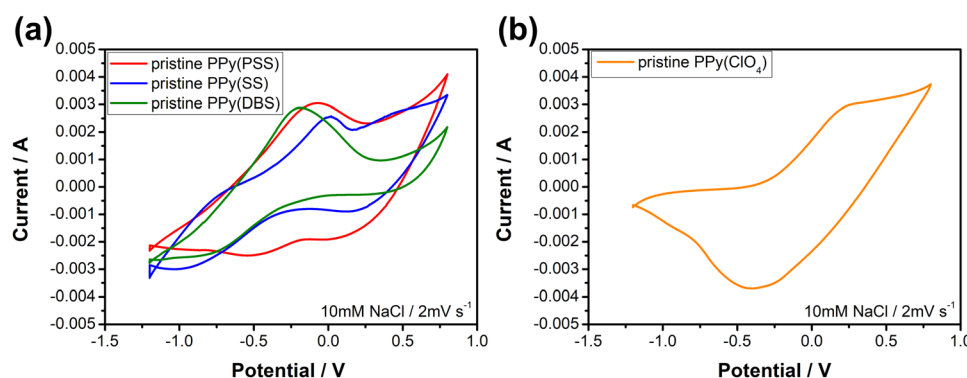 (a)
pristine PPy(PSS)
pristine PPy(SS)
pristine PPy(DBS)
0.005
0.004
0.003
0.002
0.001
0.000
-0.001
-0.002
-0.003
-0.004
-0.005
Current / A
10mM NaCl / 2mV s⁻¹
-1.5 -1.0 -0.5 0.0 0.5 1.0
Potential / V
(b)
pristine PPy(ClO₄)
0.005
0.004
0.003
0.002
0.001
0.000
-0.001
-0.002
-0.003
-0.004
-0.005
Current / A
10mM NaCl / 2mV s⁻¹
-1.5 -1.0 -0.5 0.0 0.5 1.0
Potential / V